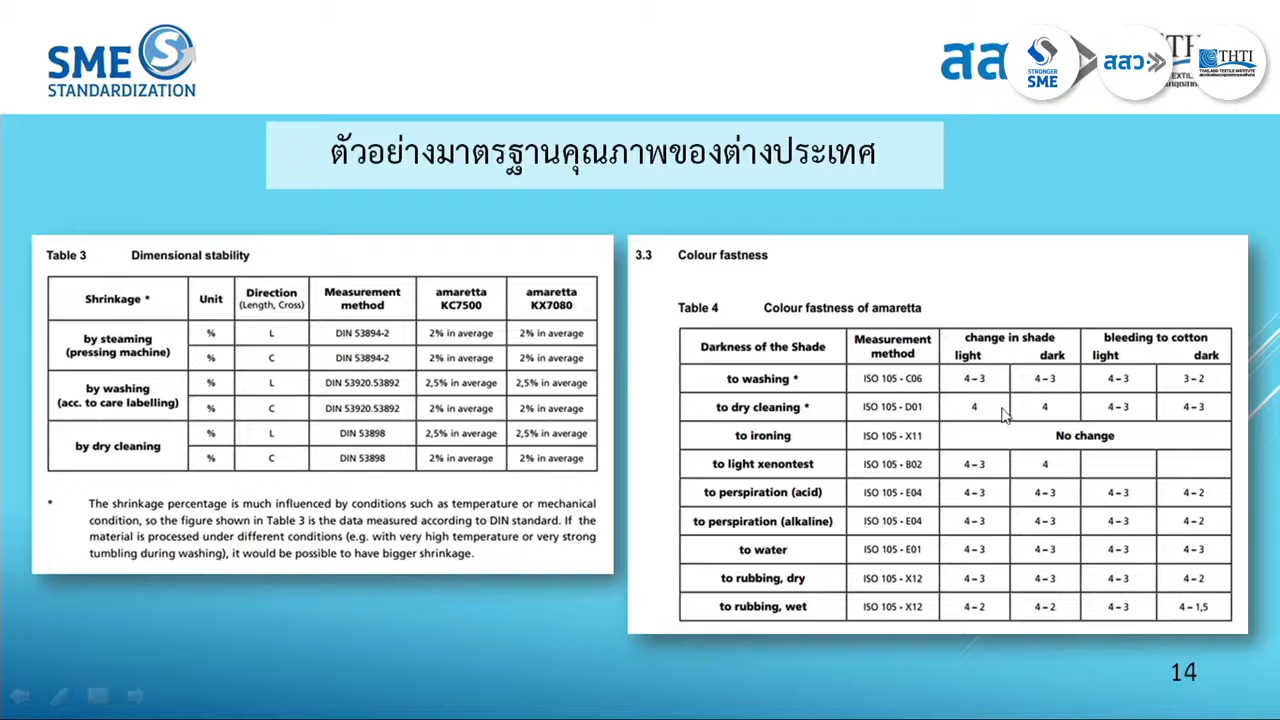 SME
STANDARDIZATION
สสว
STRONGER
SME
สสว.
THTI
THAILAND TEXTILE INSTITUTE
ตัวอย่างมาตรฐานคุณภาพของต่างประเทศ
Table 3 Dimensional stability
Shrinkage * Unit Direction (Length, Cross) Measurement method amaretta KC7500 amaretta KX7080
by steaming (pressing machine) % L DIN 53894-2 2% in average 2% in average
% C DIN 53894-2 2% in average 2% in average
by washing (acc. to care labelling) % L DIN 53920.53892 2,5% in average 2,5% in average
% C DIN 53920.53892 2% in average 2% in average
by dry cleaning % L DIN 53898 2,5% in average 2,5% in average
% C DIN 53898 2% in average 2% in average
* The shrinkage percentage is much influenced by conditions such as temperature or mechanical
condition, so the figure shown in Table 3 is the data measured according to DIN standard. If the
material is processed under different conditions (e.g. with very high temperature or very strong
tumbling during washing), it would be possible to have bigger shrinkage.
3.3 Colour fastness
Table 4 Colour fastness of amaretta
Darkness of the Shade Measurement method change in shade bleeding to cotton
light dark light dark
to washing * ISO 105 - C06 4 – 3 4 – 3 4 – 3 3 – 2
to dry cleaning * ISO 105 - D01 4 4 4 – 3 4 – 3
to ironing ISO 105 - X11 No change
to light xenontest ISO 105 - B02 4 – 3 4
to perspiration (acid) ISO 105 - E04 4 – 3 4 – 3 4 – 3 4 – 2
to perspiration (alkaline) ISO 105 - E04 4 – 3 4 – 3 4 – 3 4 – 2
to water ISO 105 - E01 4 – 3 4 – 3 4 – 3 4 – 3
to rubbing, dry ISO 105 - X12 4 – 3 4 – 3 4 – 3 4 – 2
to rubbing, wet ISO 105 - X12 4 – 2 4 – 2 4 – 3 4 – 1,5
14